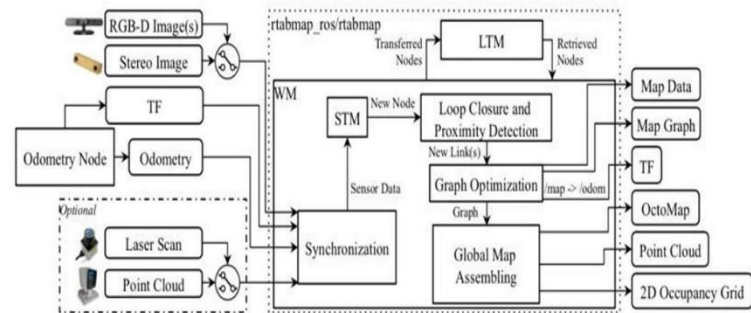 rtabmap_ros/rtabmap
RGB-D Image(s)
Stereo Image
TF
Odometry Node
Odometry
Optional
Laser Scan
Point Cloud
Transferred
Nodes
LTM
Retrieved
Nodes
WM
STM
New Node
Loop Closure and
Proximity Detection
New Link(s)
Graph Optimization
/map -> /odom
Sensor Data
Graph
Synchronization
Global Map
Assembling
Map Data
Map Graph
TF
OctoMap
Point Cloud
2D Occupancy Grid